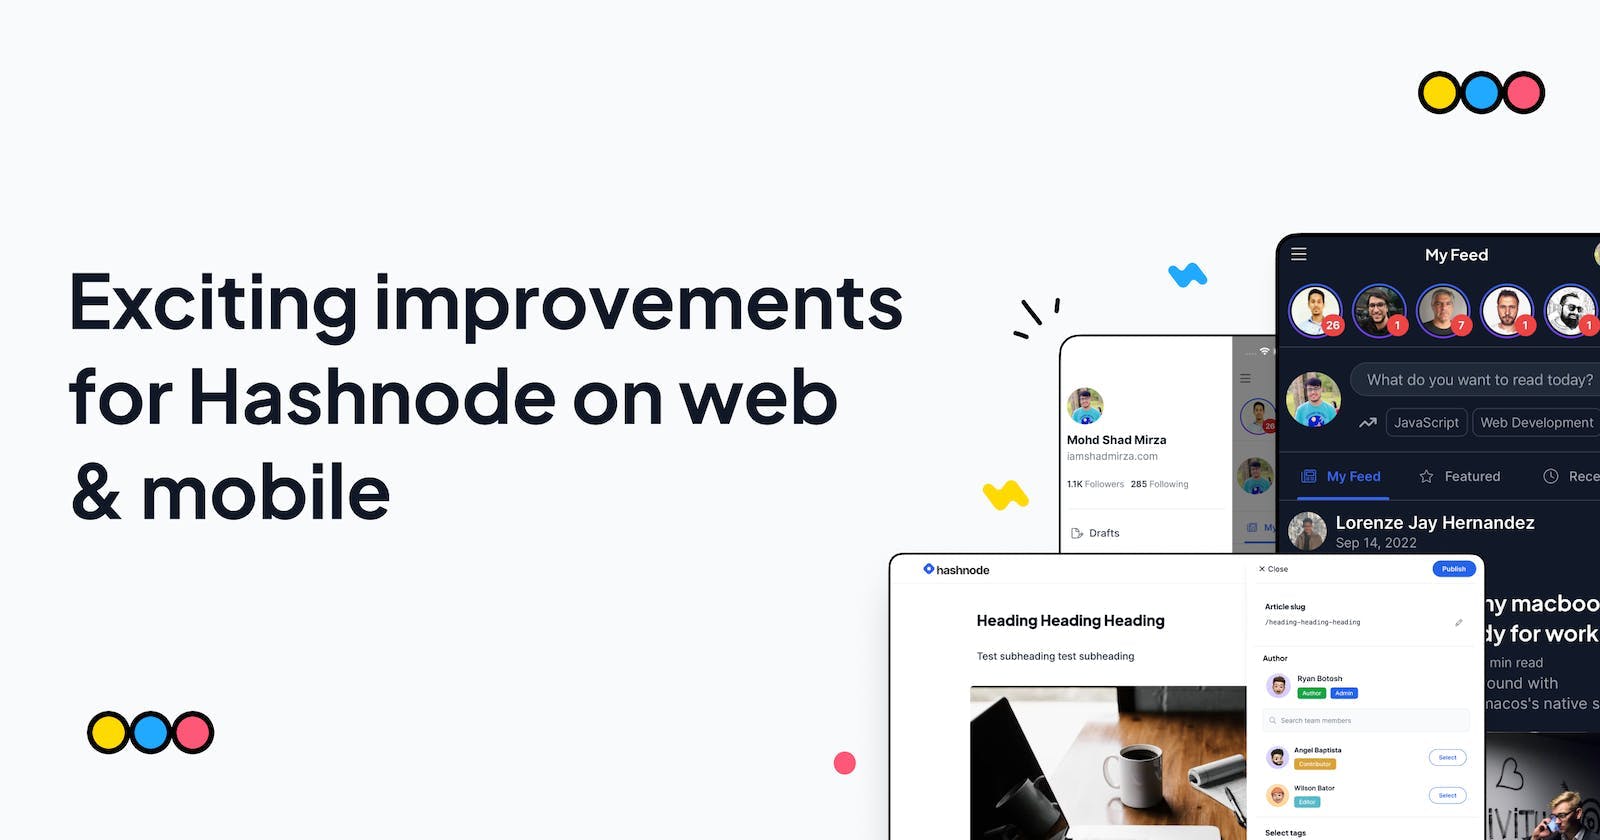 Exciting improvements
for Hashnode on web
& mobile
My Feed
26
1
7
1
1
What do you want to read today?
JavaScript
Web Development
My Feed
Featured
Lorenze Jay Hernandez
Sep 14, 2022
min read
ound with
macos's native s
dy for work
Mohd Shad Mirza
iamshadmirza.com
1.1K Followers 285 Following
Drafts
26
My
hashnode
Heading Heading Heading
Test subheading test subheading
Close
Publish
Article slug
/heading-heading-heading
Author
Ryan Botosh
Author Admin
Search team members
Angel Baptista
Contributor
Select
Wilson Bator
Editor
Select
Select tags